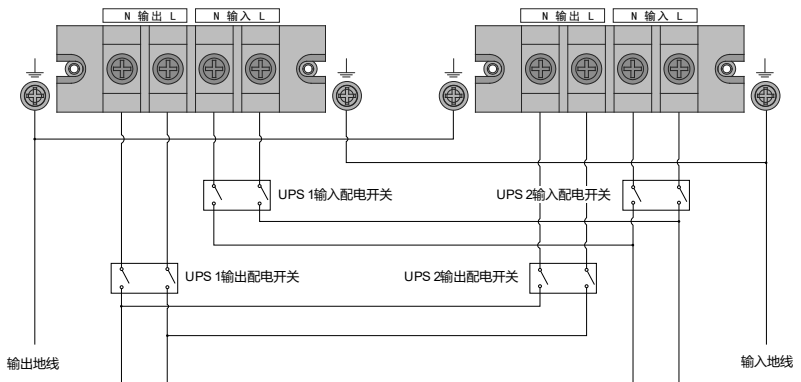 N 输出 L N 输入 L N 输出 L N 输入 L
UPS 1输入配电开关 UPS 2输入配电开关
UPS 1输出配电开关 UPS 2输出配电开关
输出地线 输入地线